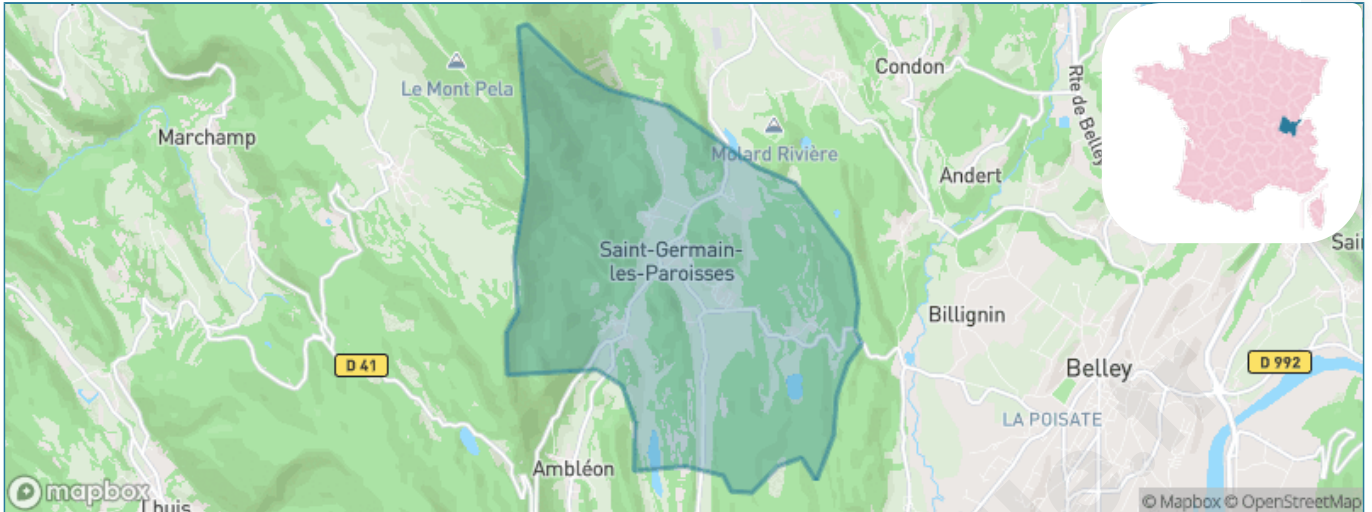 Condon
Le Mont Pela
Rte de Belley
Marchamp
Molard Rivière
Andert
Sai
Saint-Germain-
les-Paroisses
Billignin
D 41
Belley
D 992
LA POISATE
Ambléon
mapbox
Lhuis
© Mapbox © OpenStreetMap